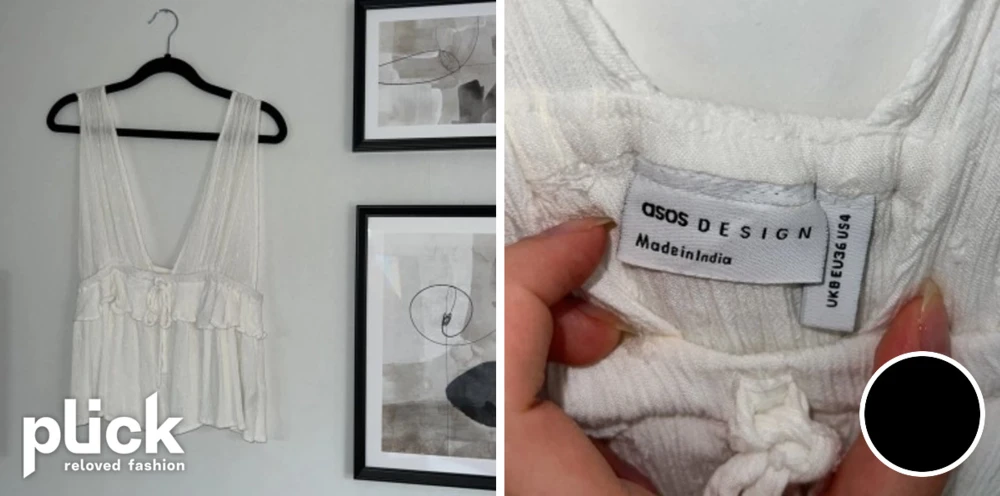 plick
reloved fashion
asos DESIGN
Made in India
UK8 EU36 US4